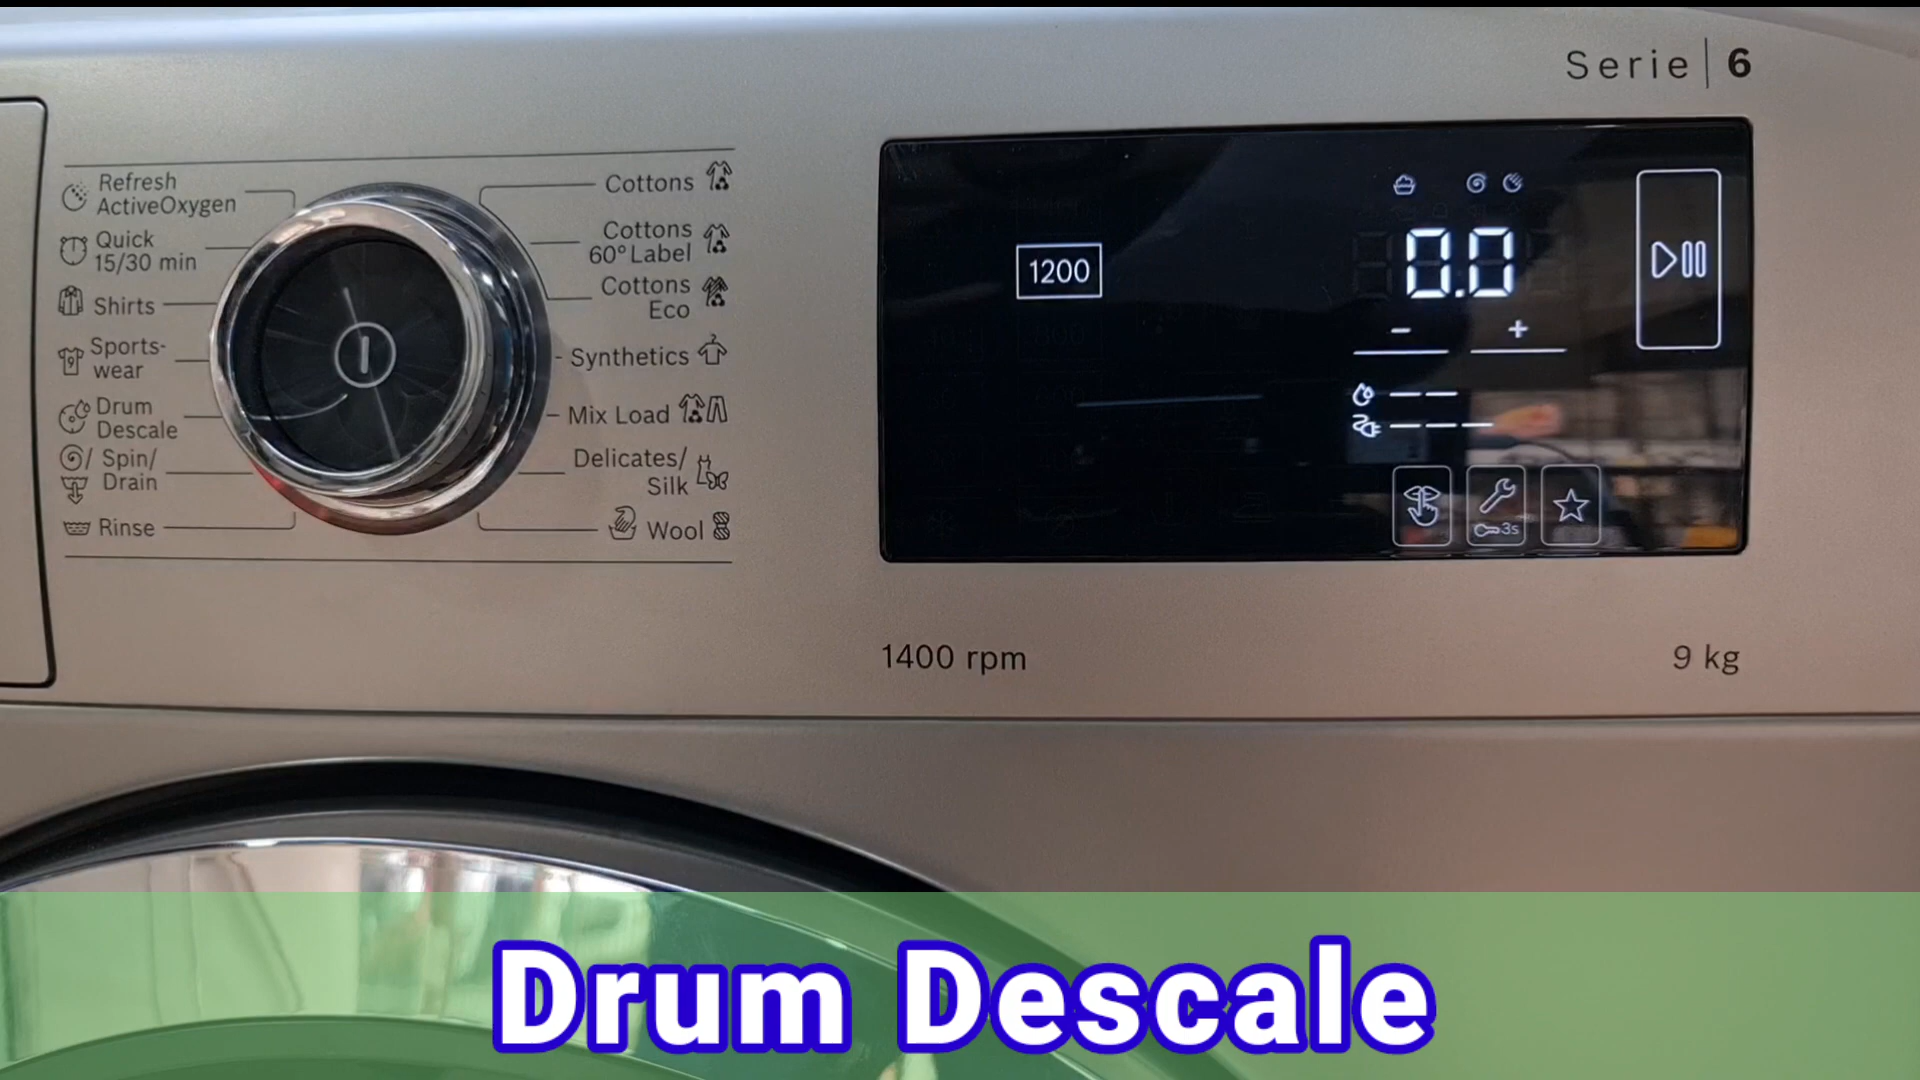 Serie | 6
Refresh
ActiveOxygen
Quick
15/30 min
Shirts
Sports-
wear
Drum
Descale
Spin/
Drain
Rinse
Cottons
Cottons
60° Label
Cottons
Eco
Synthetics
Mix Load
Delicates/
Silk
Wool
1200
0.0
- +
3s
1400 rpm
9 kg
Drum Descale